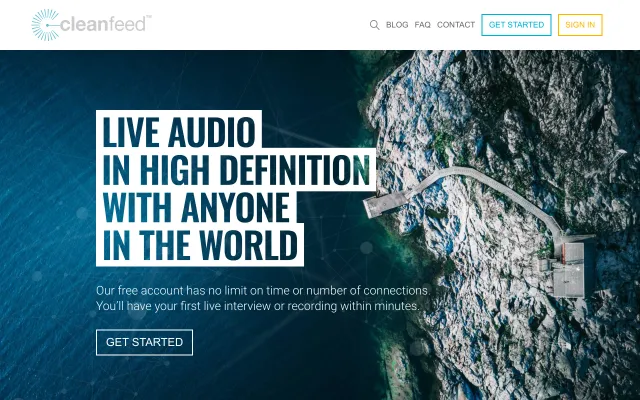 cleanfeed™
BLOG FAQ CONTACT GET STARTED SIGN IN
LIVE AUDIO
IN HIGH DEFINITION
WITH ANYONE
IN THE WORLD
Our free account has no limit on time or number of connections.
You'll have your first live interview or recording within minutes.
GET STARTED